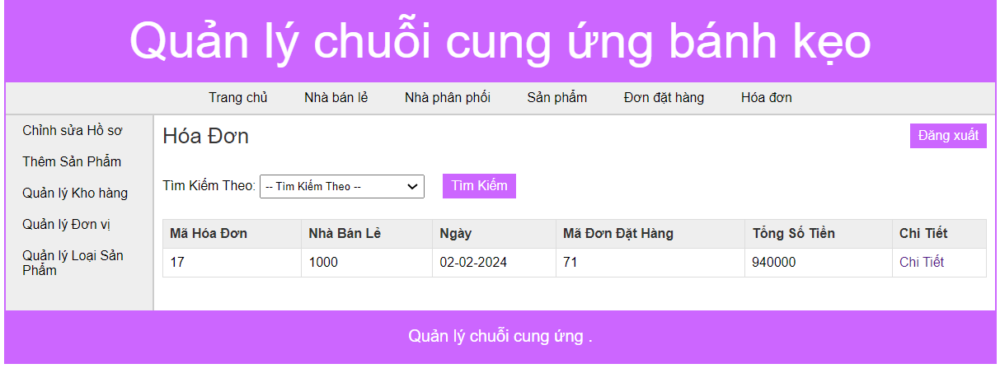 Quản lý chuỗi cung ứng bánh kẹo
Trang chủ Nhà bán lẻ Nhà phân phối Sản phẩm Đơn đặt hàng Hóa đơn
Chỉnh sửa Hồ sơ
Thêm Sản Phẩm
Quản lý Kho hàng
Quản lý Đơn vị
Quản lý Loại Sản
Phẩm
Hóa Đơn
Đăng xuất
Tìm Kiếm Theo: -- Tìm Kiếm Theo -- Tìm Kiếm
Mã Hóa Đơn Nhà Bán Lẻ Ngày Mã Đơn Đặt Hàng Tổng Số Tiền Chi Tiết
17 1000 02-02-2024 71 940000 Chi Tiết
Quản lý chuỗi cung ứng .